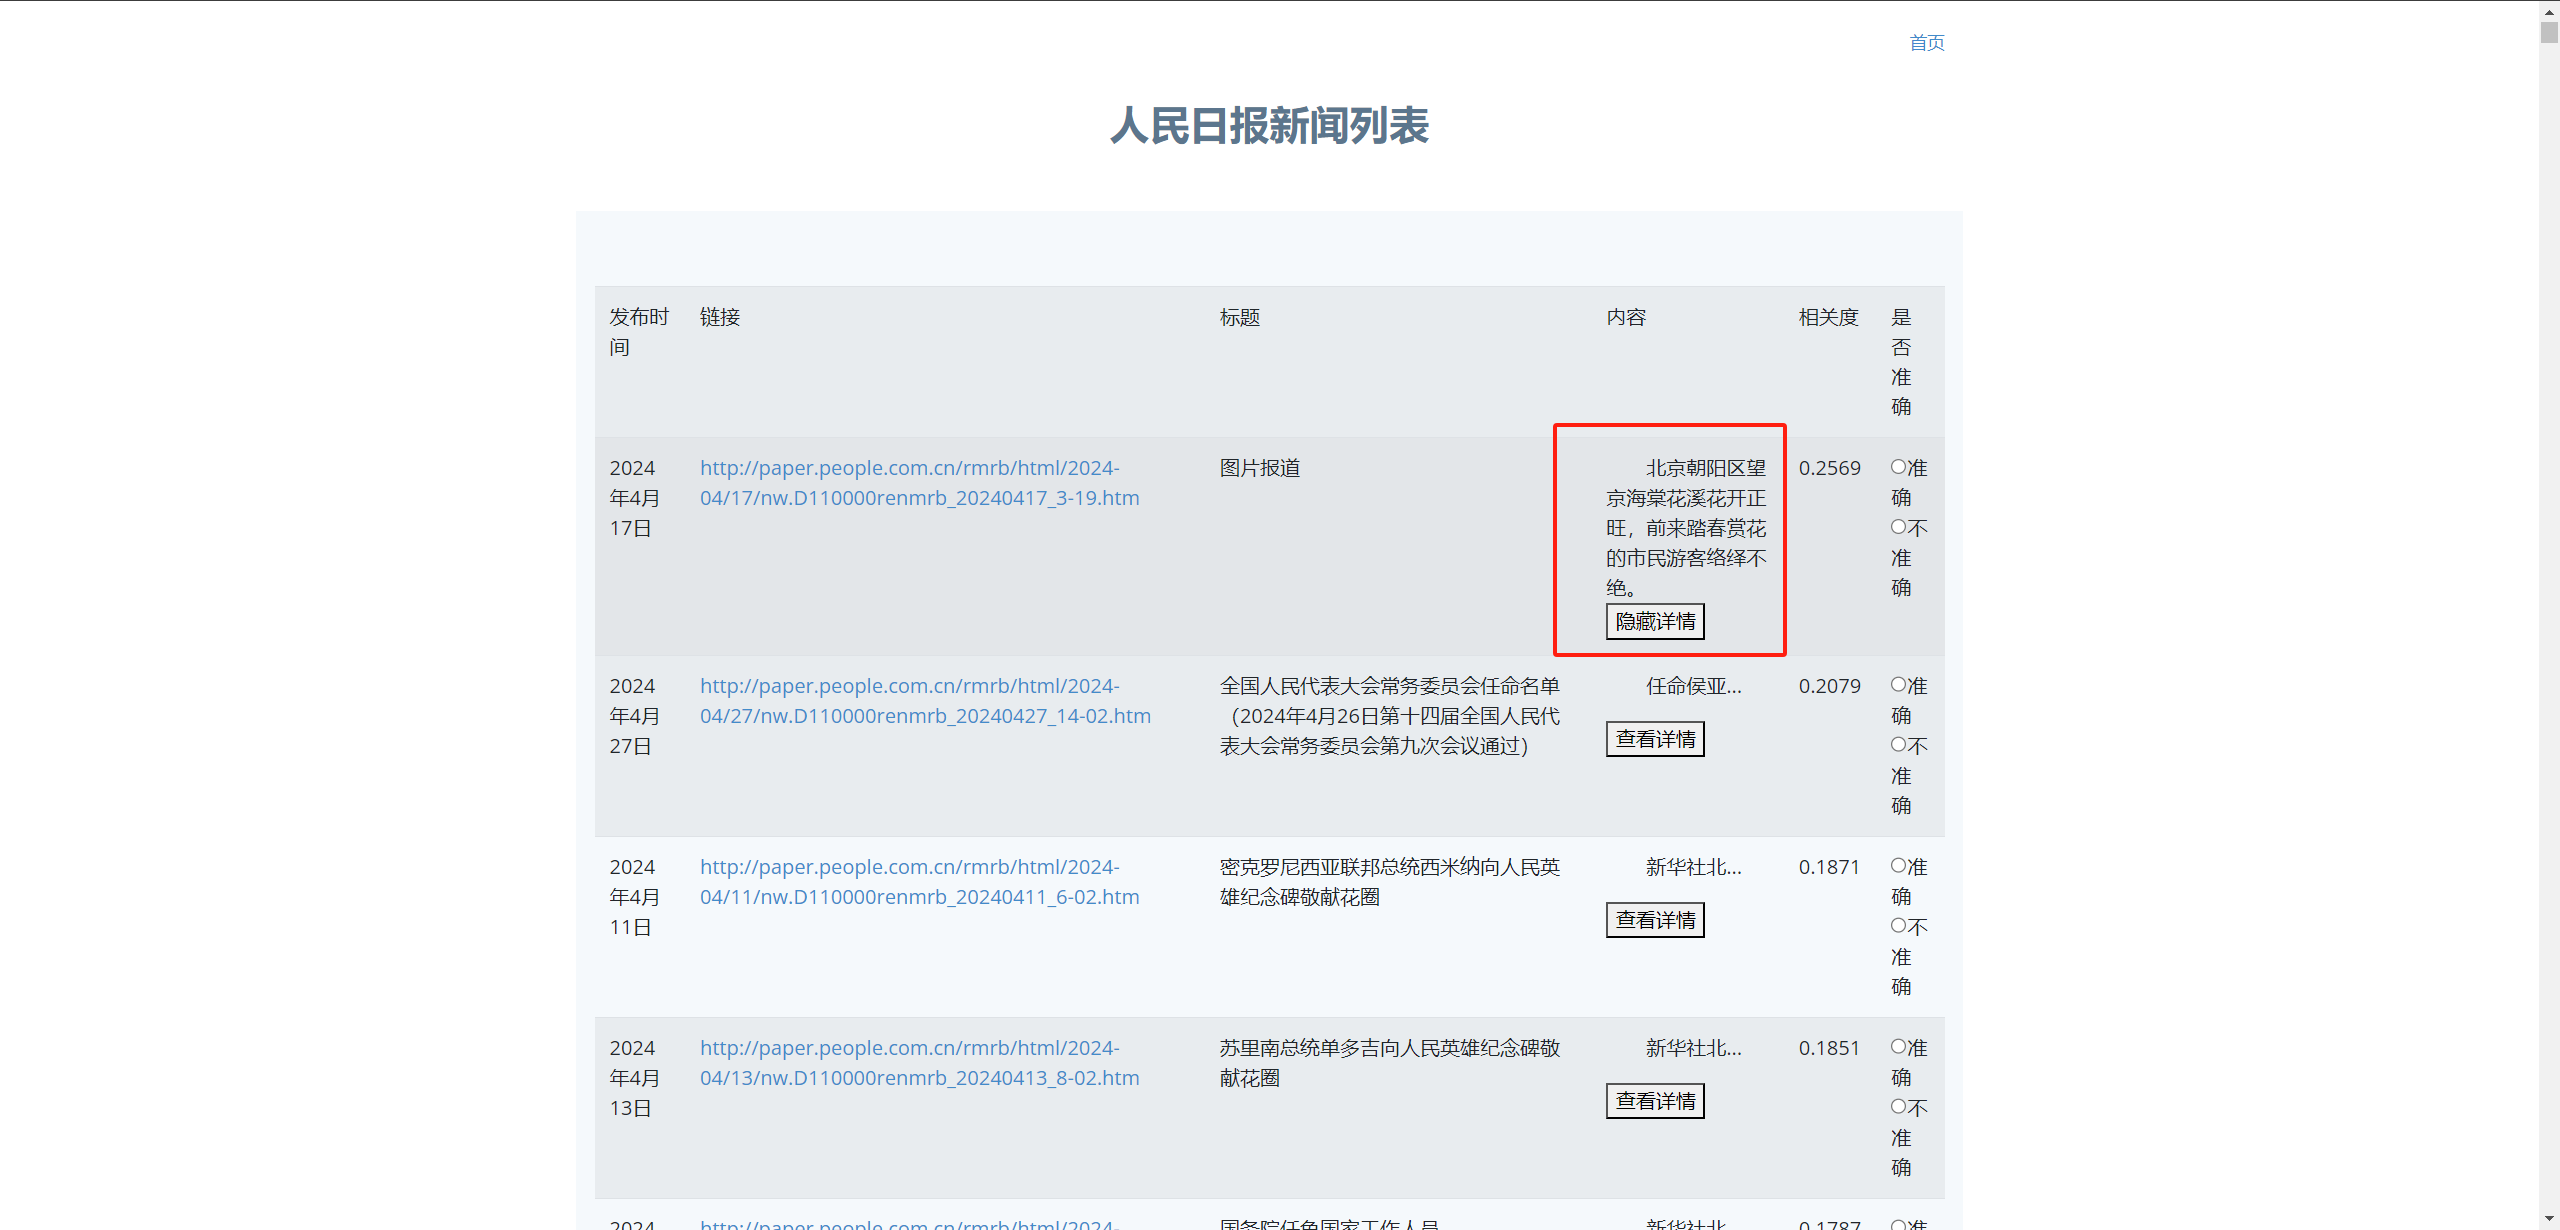 首页
人民日报新闻列表
发布时
间
链接
标题
内容
相关度
是
否
准
确
2024
年4月
17日
http://paper.people.com.cn/rmrb/html/2024-
04/17/nw.D110000renmrb_20240417_3-19.htm
图片报道
北京朝阳区望
京海棠花溪花开正
旺，前来踏春赏花
的市民游客络绎不
绝。
隐藏详情
0.2569
准
确
不
准
确
2024
年4月
27日
http://paper.people.com.cn/rmrb/html/2024-
04/27/nw.D110000renmrb_20240427_14-02.htm
全国人民代表大会常务委员会任命名单
（2024年4月26日第十四届全国人民代
表大会常务委员会第九次会议通过）
任命侯亚...
查看详情
0.2079
准
确
不
准
确
2024
年4月
11日
http://paper.people.com.cn/rmrb/html/2024-
04/11/nw.D110000renmrb_20240411_6-02.htm
密克罗尼西亚联邦总统西米纳向人民英
雄纪念碑敬献花圈
新华社北...
查看详情
0.1871
准
确
不
准
确
2024
年4月
13日
http://paper.people.com.cn/rmrb/html/2024-
04/13/nw.D110000renmrb_20240413_8-02.htm
苏里南总统单多吉向人民英雄纪念碑敬
献花圈
新华社北...
查看详情
0.1851
准
确
不
准
确
2024
http://paper.people.com.cn/rmrb/html/2024-
国务院任免国家工作人员
新华社北...
0.1787
准